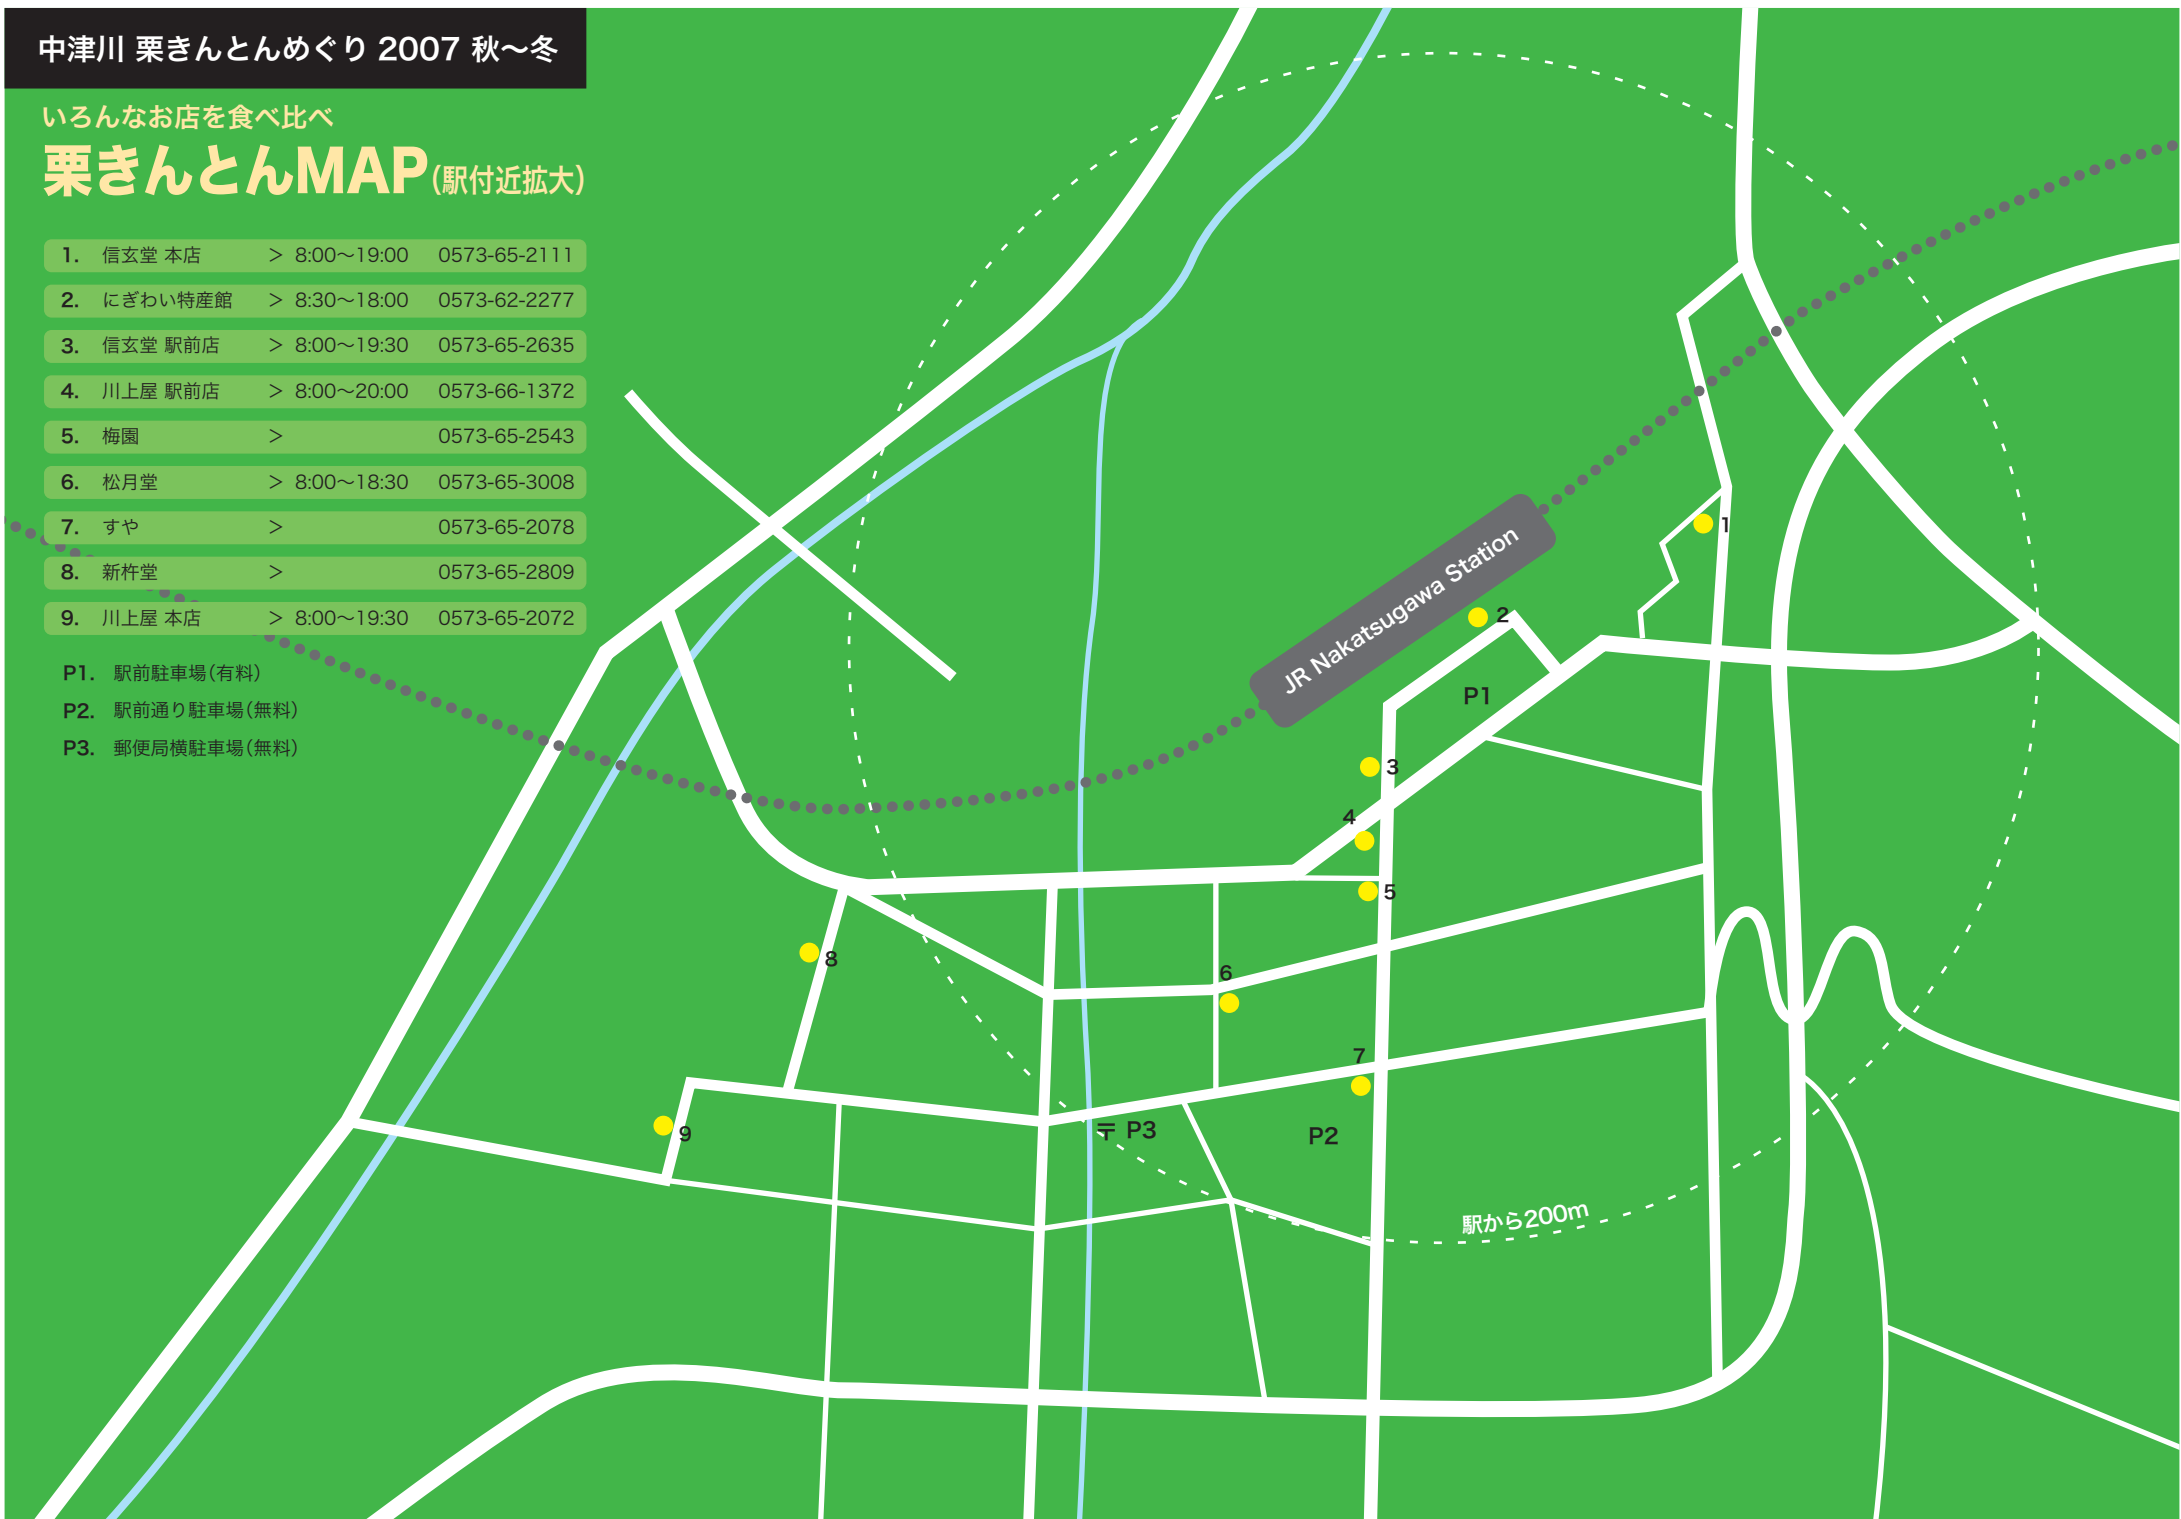 中津川 栗きんとんめぐり 2007 秋〜冬
いろんなお店を食べ比べ
栗きんとんMAP(駅付近拡大)
1. 信玄堂 本店 > 8:00〜19:00 0573-65-2111
2. にぎわい特産館 > 8:30〜18:00 0573-62-2277
3. 信玄堂 駅前店 > 8:00〜19:30 0573-65-2635
4. 川上屋 駅前店 > 8:00〜20:00 0573-66-1372
5. 梅園 > 0573-65-2543
6. 松月堂 > 8:00〜18:30 0573-65-3008
7. すや > 0573-65-2078
8. 新杵堂 > 0573-65-2809
9. 川上屋 本店 > 8:00〜19:30 0573-65-2072
P1. 駅前駐車場(有料)
P2. 駅前通り駐車場(無料)
P3. 郵便局横駐車場(無料)
1
JR Nakatsugawa Station
2
P1
3
4
5
8
6
7
9
〒 P3
P2
駅から200m